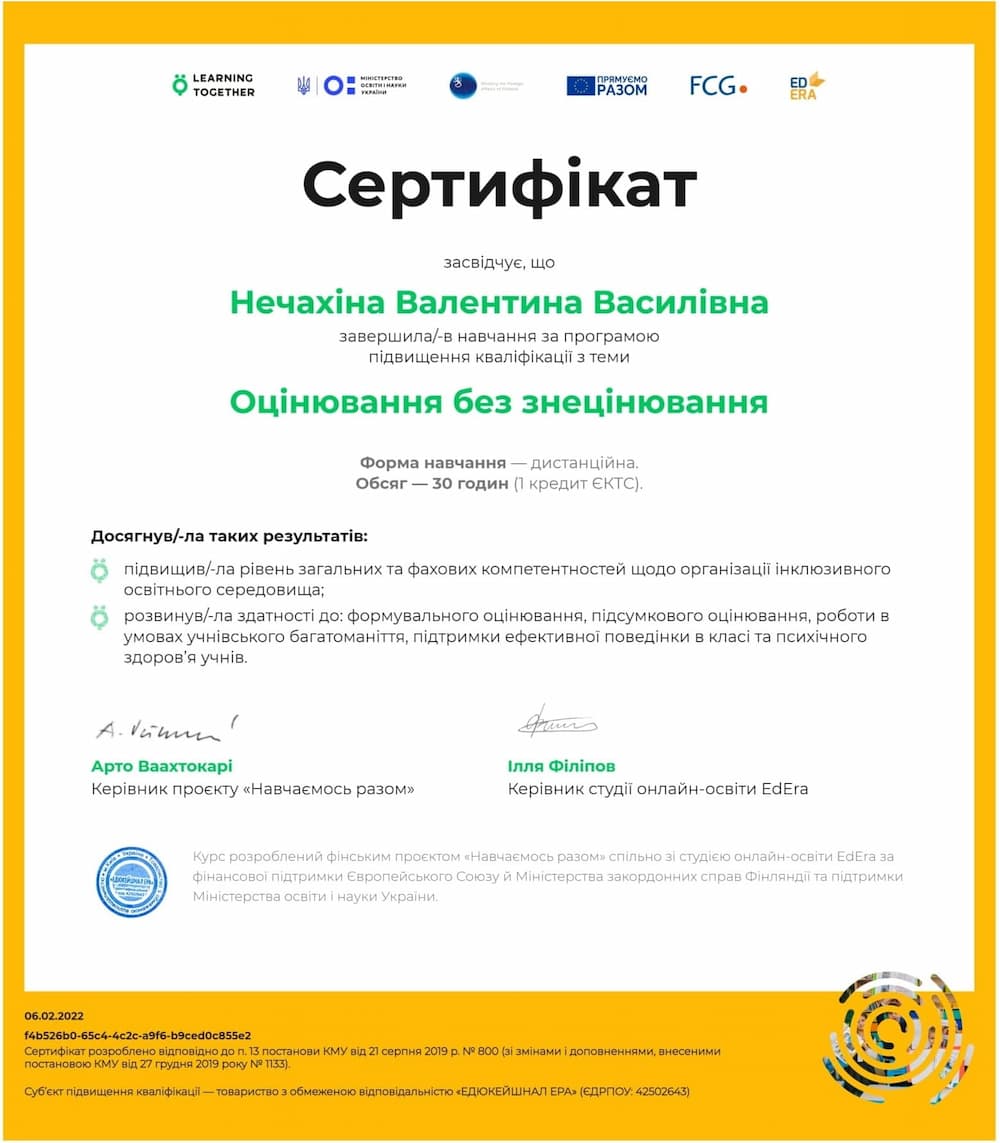 LEARNING
TOGETHER
МІНІСТЕРСТВО
ОСВІТИ І НАУКИ
УКРАЇНИ
Ministry for Foreign
Affairs of Finland
ПРЯМУЄМО
РАЗОМ
FCG
ED
ERA
Сертифікат
засвідчує, що
Нечахіна Валентина Василівна
завершила/-в навчання за програмою
підвищення кваліфікації з теми
Оцінювання без знецінювання
Форма навчання — дистанційна.
Обсяг — 30 годин (1 кредит ЄКТС).
Досягнув/-ла таких результатів:
підвищив/-ла рівень загальних та фахових компетентностей щодо організації інклюзивного
освітнього середовища;
розвинув/-ла здатності до: формувального оцінювання, підсумкового оцінювання, роботи в
умовах учнівського багатоманіття, підтримки ефективної поведінки в класі та психічного
здоров’я учнів.
Арто Ваахтокарі
Керівник проєкту «Навчаємось разом»
Ілля Філіпов
Керівник студії онлайн-освіти EdEra
«ЕДЮКЕЙШНАЛ ЕРА»
Курс розроблений фінським проєктом «Навчаємось разом» спільно зі студією онлайн-освіти EdEra за
фінансової підтримки Європейського Союзу й Міністерства закордонних справ Фінляндії та підтримки
Міністерства освіти і науки України.
06.02.2022
f4b526b0-65c4-4c2c-a9f6-b9ced0c855e2
Сертифікат розроблено відповідно до п. 13 постанови КМУ від 21 серпня 2019 р. № 800 (зі змінами і доповненнями, внесеними
постановою КМУ від 27 грудня 2019 року № 1133).
Суб’єкт підвищення кваліфікації — товариство з обмеженою відповідальністю «ЕДЮКЕЙШНАЛ ЕРА» (ЄДРПОУ: 42502643)